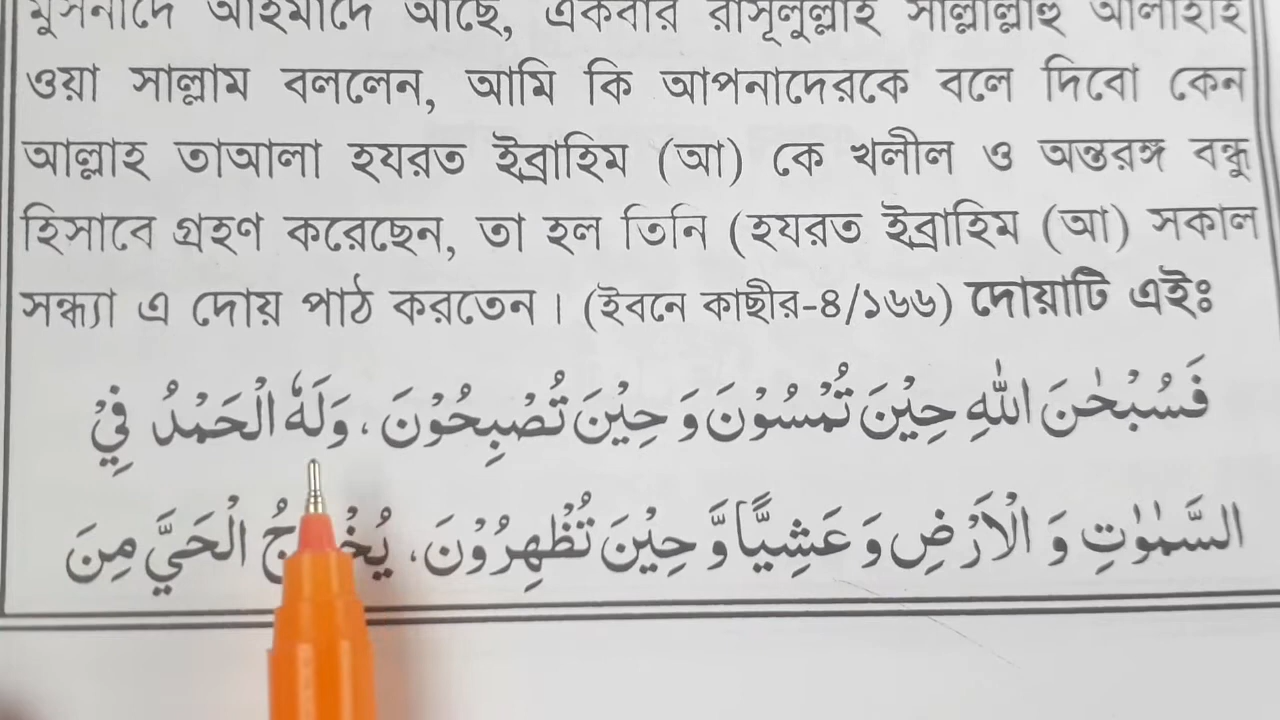 মুসনাদে আহমাদে আছে, একবার রাসূলুল্লাহ সাল্লাল্লাহু আলাইহি
ওয়া সাল্লাম বললেন, আমি কি আপনাদেরকে বলে দিবো কেন
আল্লাহ তাআলা হযরত ইব্রাহিম (আ) কে খলীল ও অন্তরঙ্গ বন্ধু
হিসাবে গ্রহণ করেছেন, তা হল তিনি (হযরত ইব্রাহিম (আ) সকাল
সন্ধ্যা এ দোয় পাঠ করতেন। (ইবনে কাছীর-৪/১৬৬) দোয়াটি এইঃ
فَسُبْحٰنَ اللّٰهِ حِيْنَ تُمْسُوْنَ وَ حِيْنَ تُصْبِحُوْنَ، وَلَهُ الْحَمْدُ فِيْ
السَّمٰوٰتِ وَ الْاَرْضِ وَ عَشِيًّا وَّ حِيْنَ تُظْهِرُوْنَ، يُخْرِجُ الْحَيَّ مِنَ